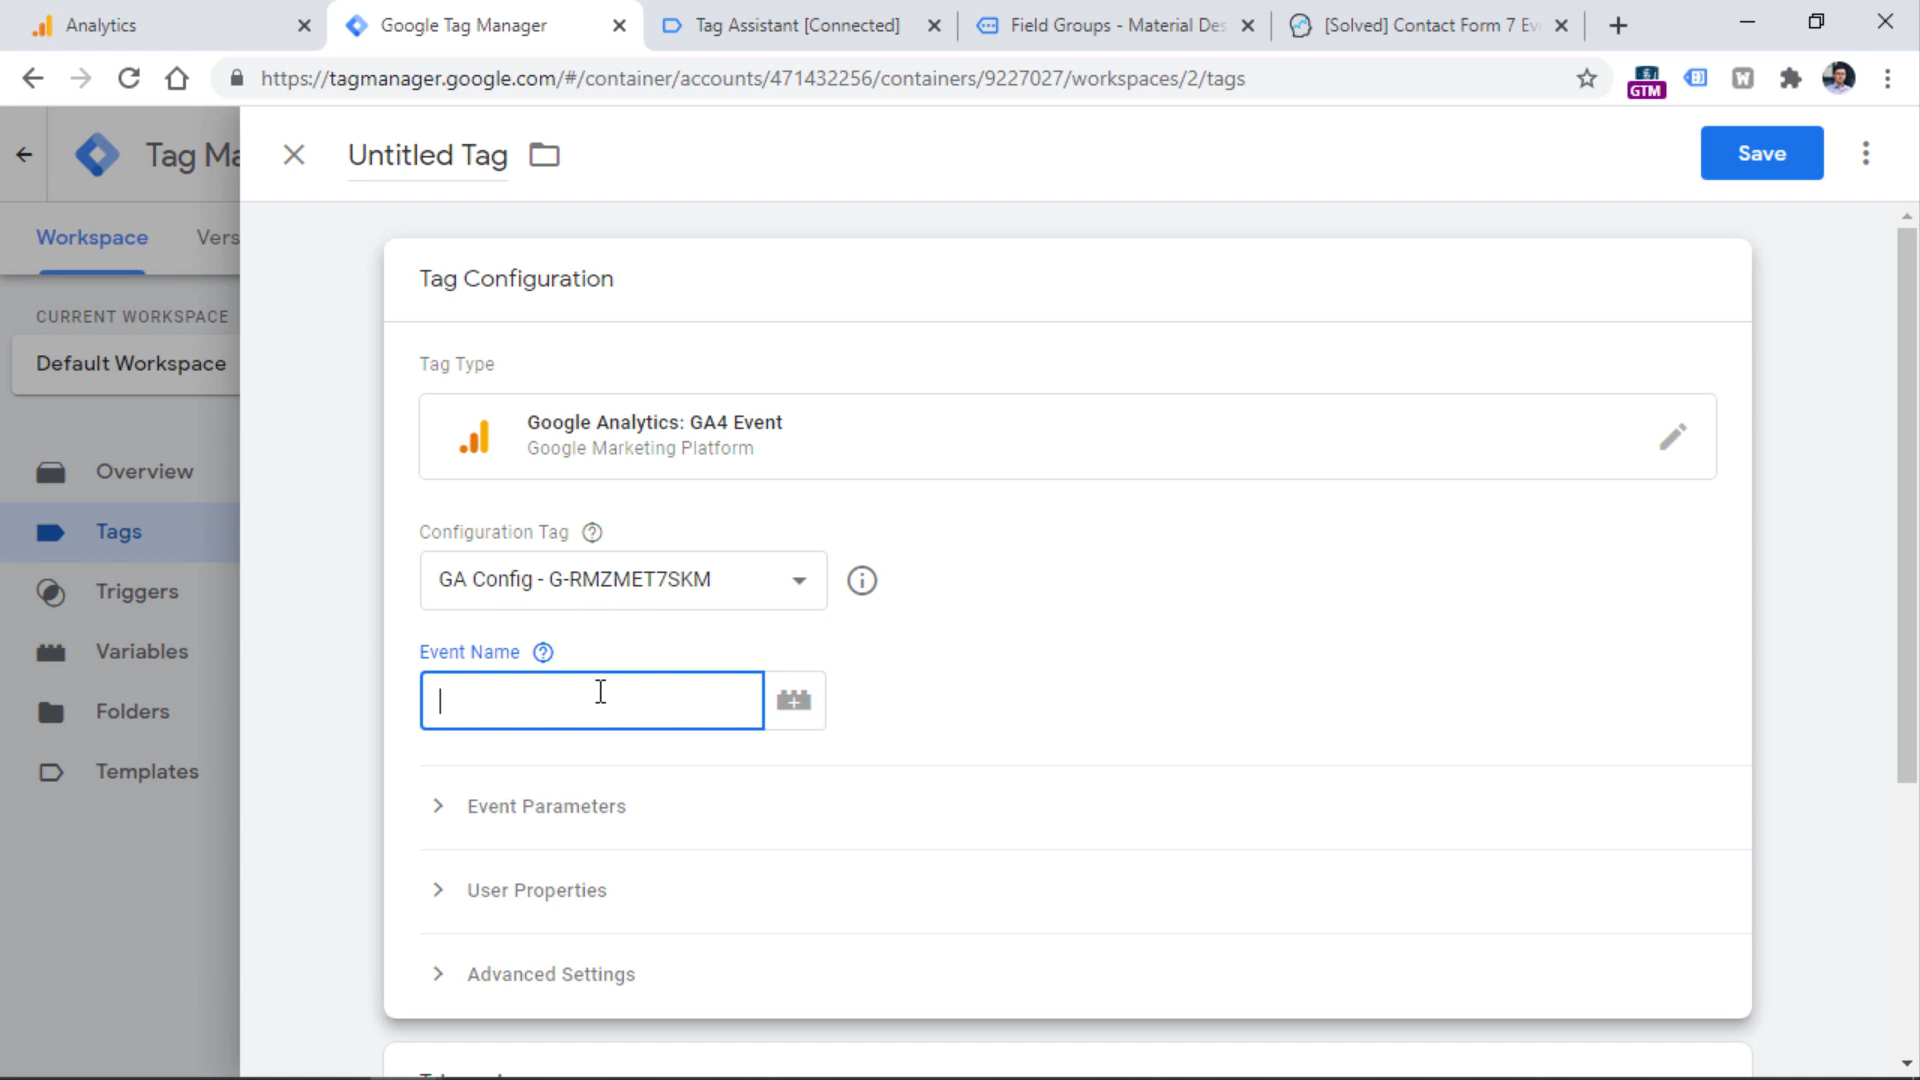 Analytics
Google Tag Manager
Tag Assistant [Connected]
Field Groups - Material Des
[Solved] Contact Form 7 Ev
https://tagmanager.google.com/#/container/accounts/471432256/containers/9227027/workspaces/2/tags
GTM
W
Tag Ma
Untitled Tag
Save
Workspace
Vers
CURRENT WORKSPACE
Default Workspace
Overview
Tags
Triggers
Variables
Folders
Templates
Tag Configuration
Tag Type
Google Analytics: GA4 Event
Google Marketing Platform
Configuration Tag
GA Config - G-RMZMET7SKM
Event Name
Event Parameters
User Properties
Advanced Settings